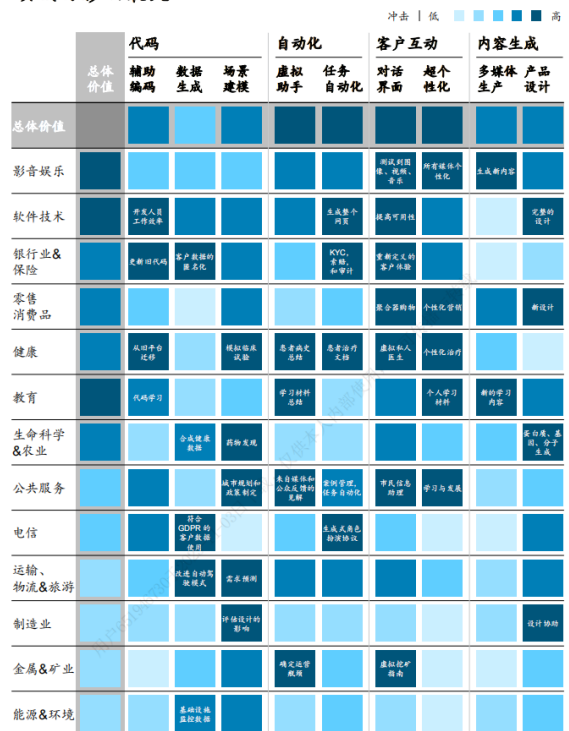 冲击 | 低 高
代码 自动化 客户互动 内容生成
总体 辅助 数据 场景 虚拟 任务 对话 超个 多媒体 产品
价值 编码 生成 建模 助手 自动化 界面 性化 生产 设计
总体价值
影音娱乐
测试到图
像、视频、
音乐
所有媒体个
性化
生成新内容
软件技术
开发人员
工作效率
生成整个
网页
提高可用性
完整的
设计
银行业&
保险
更新旧代码
客户数据的
匿名化
KYC,
索赔,
和审计
重新定义的
客户体验
零售
消费品
聚合器购物
个性化营销
新设计
健康
从旧平台
迁移
模拟临床
试验
患者病史
总结
患者治疗
文档
虚拟私人
医生
个性化治疗
教育
代码学习
学习材料
总结
个人学习
材料
新的学习
内容
生命科学
&农业
合成健康
数据
药物发现
蛋白质、基
因、分子
生成
公共服务
城市规划和
政策制定
来自媒体和
公众反馈的
见解
案例管理,
任务自动化
市民信息
助理
学习与发展
电信
符合
GDPR 的
客户数据
使用
生成式角色
扮演协议
运输、
物流&旅游
改进自动驾
驶模式
需求预测
制造业
评估设计的
影响
设计协助
金属&矿业
确定运营
瓶颈
虚拟挖矿
指南
能源&环境
基础设施
监控数据